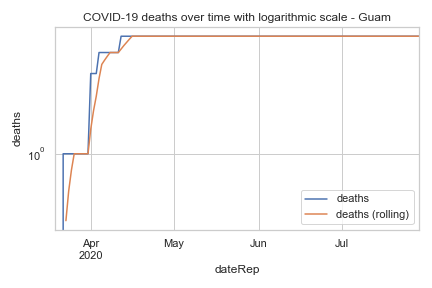 COVID-19 deaths over time with logarithmic scale - Guam
deaths
10⁰
deaths
deaths (rolling)
Apr
2020
May
Jun
Jul
dateRep